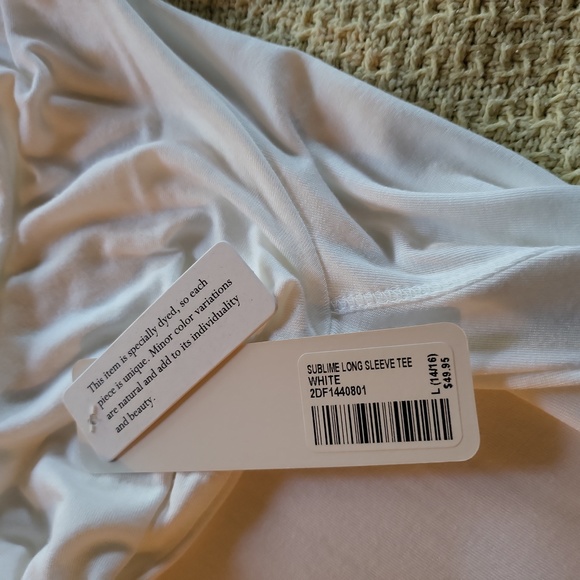 This item is specially dyed, so each
piece is unique. Minor color variations
are natural and add to its individuality
and beauty.
SUBLIME LONG SLEEVE TEE
WHITE
2DF1440801
L (14/16)
$49.95